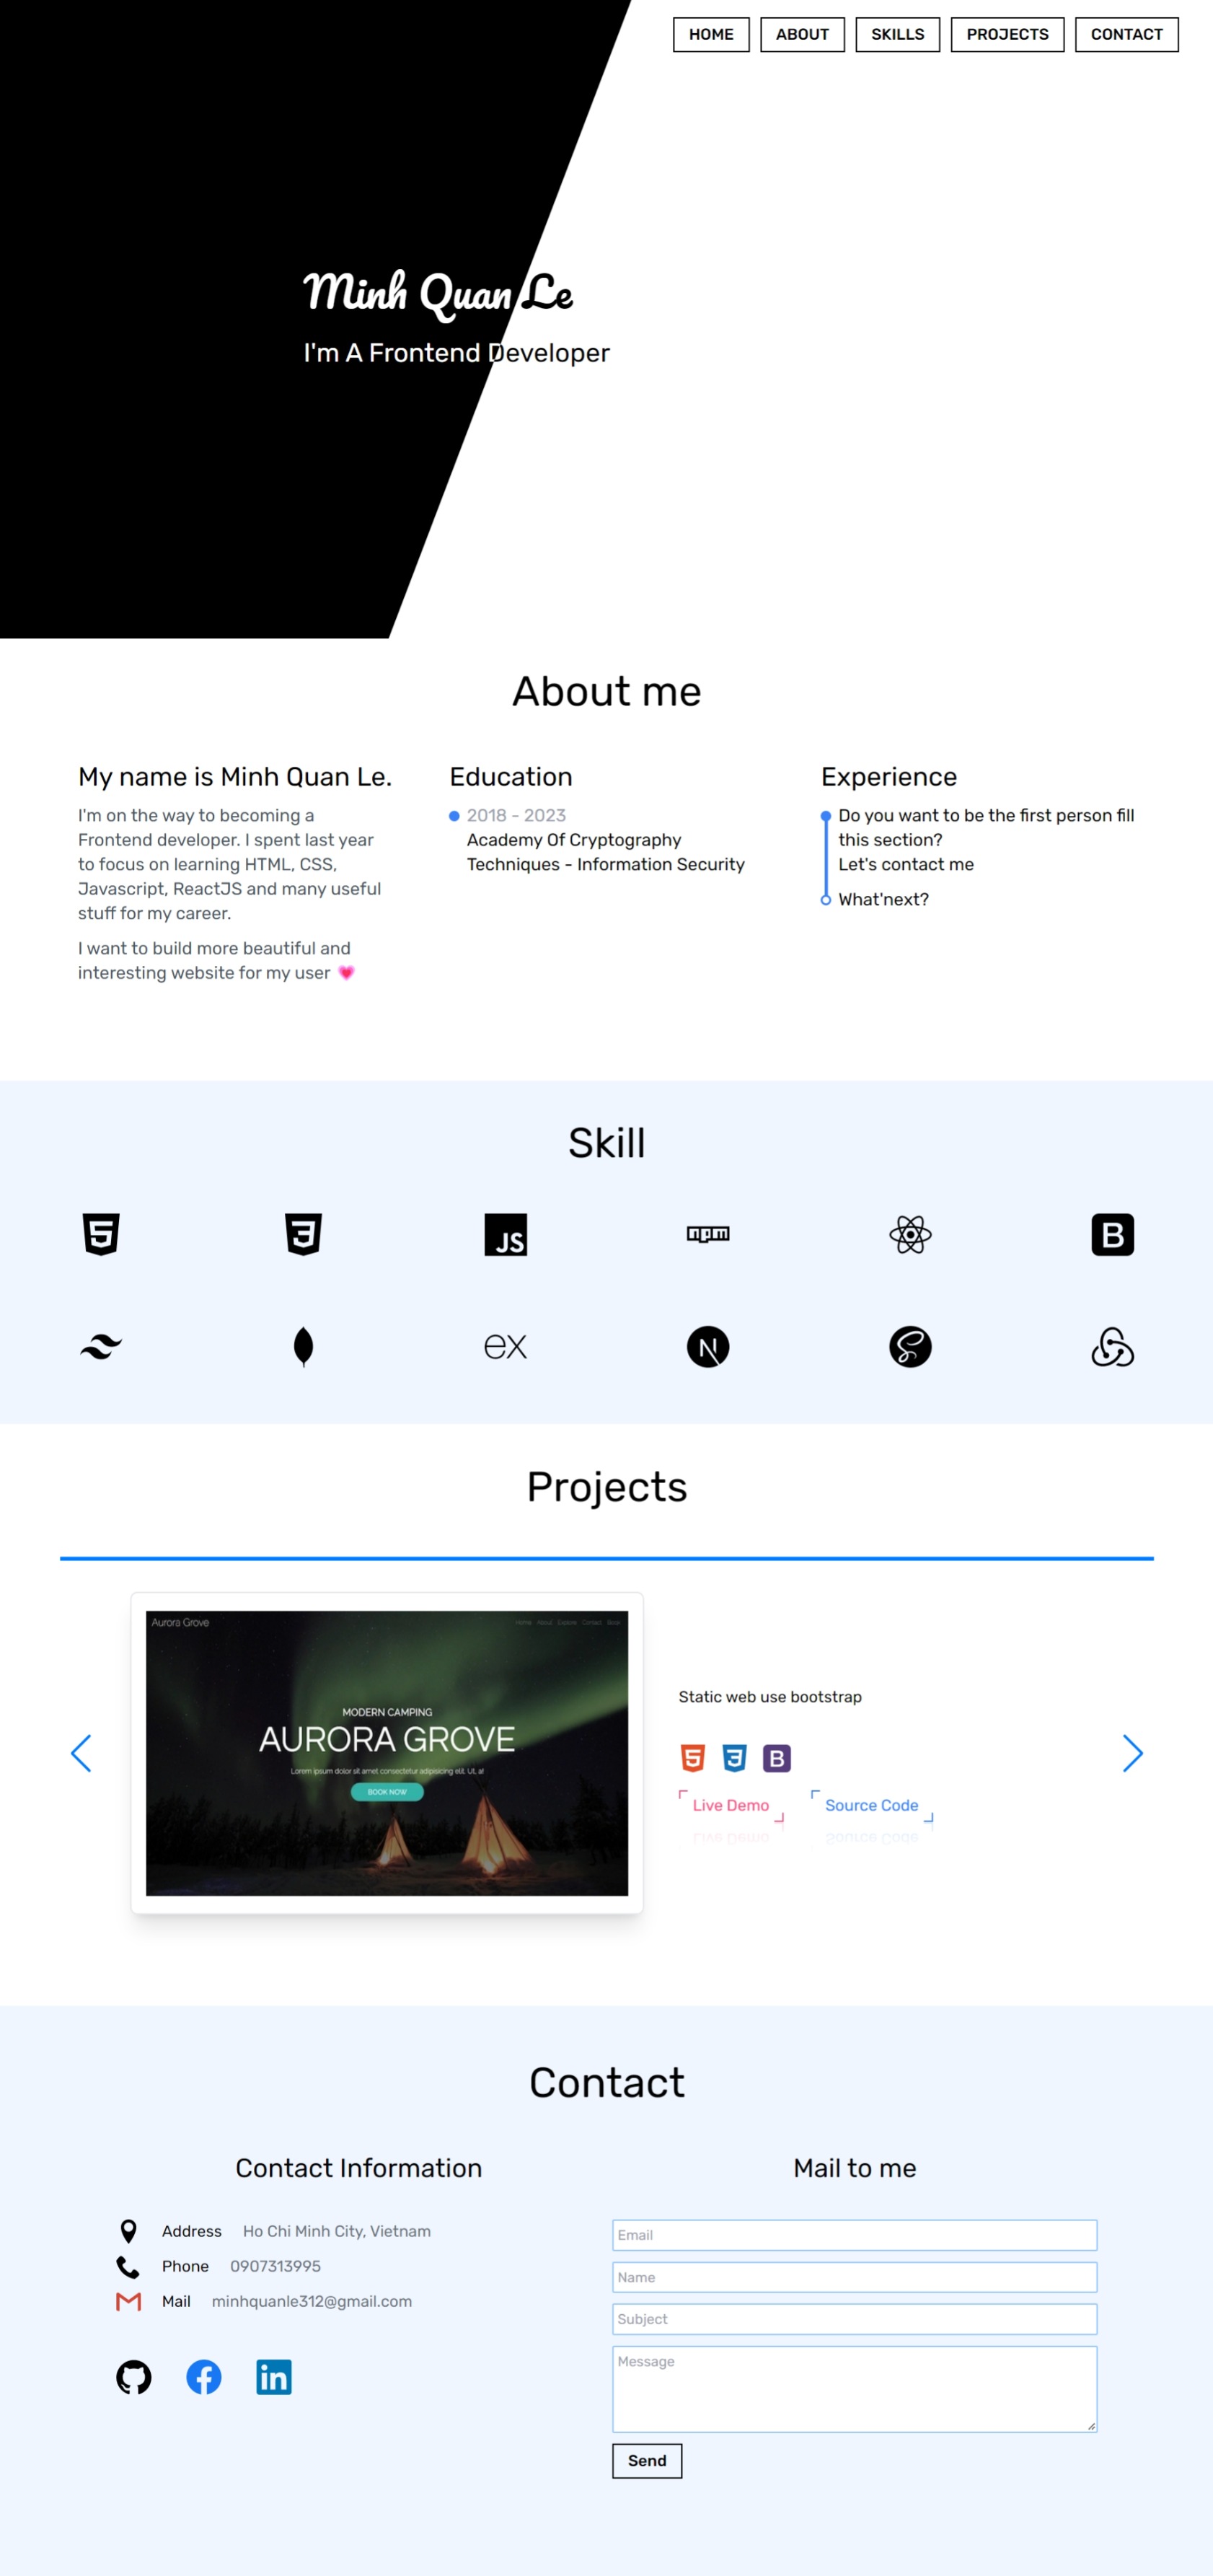 HOME ABOUT SKILLS PROJECTS CONTACT
Minh Quan Le
I'm A Frontend Developer
About me
My name is Minh Quan Le.
I'm on the way to becoming a
Frontend developer. I spent last year
to focus on learning HTML, CSS,
Javascript, ReactJS and many useful
stuff for my career.
I want to build more beautiful and
interesting website for my user
Education
2018 - 2023
Academy Of Cryptography
Techniques - Information Security
Experience
Do you want to be the first person fill
this section?
Let's contact me
What'next?
Skill
5 3 JS npm B
ex N
Projects
Aurora Grove
Home About Explore Contact
MODERN CAMPING
AURORA GROVE
Lorem ipsum dolor sit amet consectetur adipisicing elit. Ut, a!
BOOK NOW
Static web use bootstrap
5 3 B
Live Demo Source Code
Contact
Contact Information
Address Ho Chi Minh City, Vietnam
Phone 0907313995
Mail minhquanle312@gmail.com
in
Mail to me
Email
Name
Subject
Message
Send